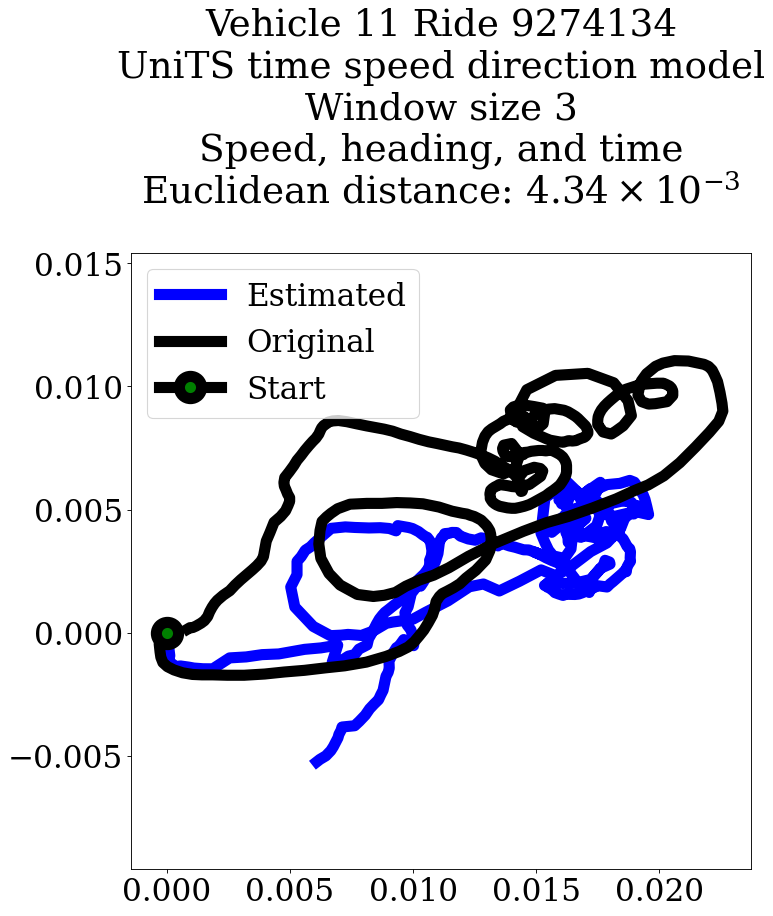 Vehicle 11 Ride 9274134
UniTS time speed direction model
Window size 3
Speed, heading, and time
Euclidean distance: 4.34 × 10⁻³
0.015
0.010
0.005
0.000
−0.005
Estimated
Original
Start
0.000 0.005 0.010 0.015 0.020